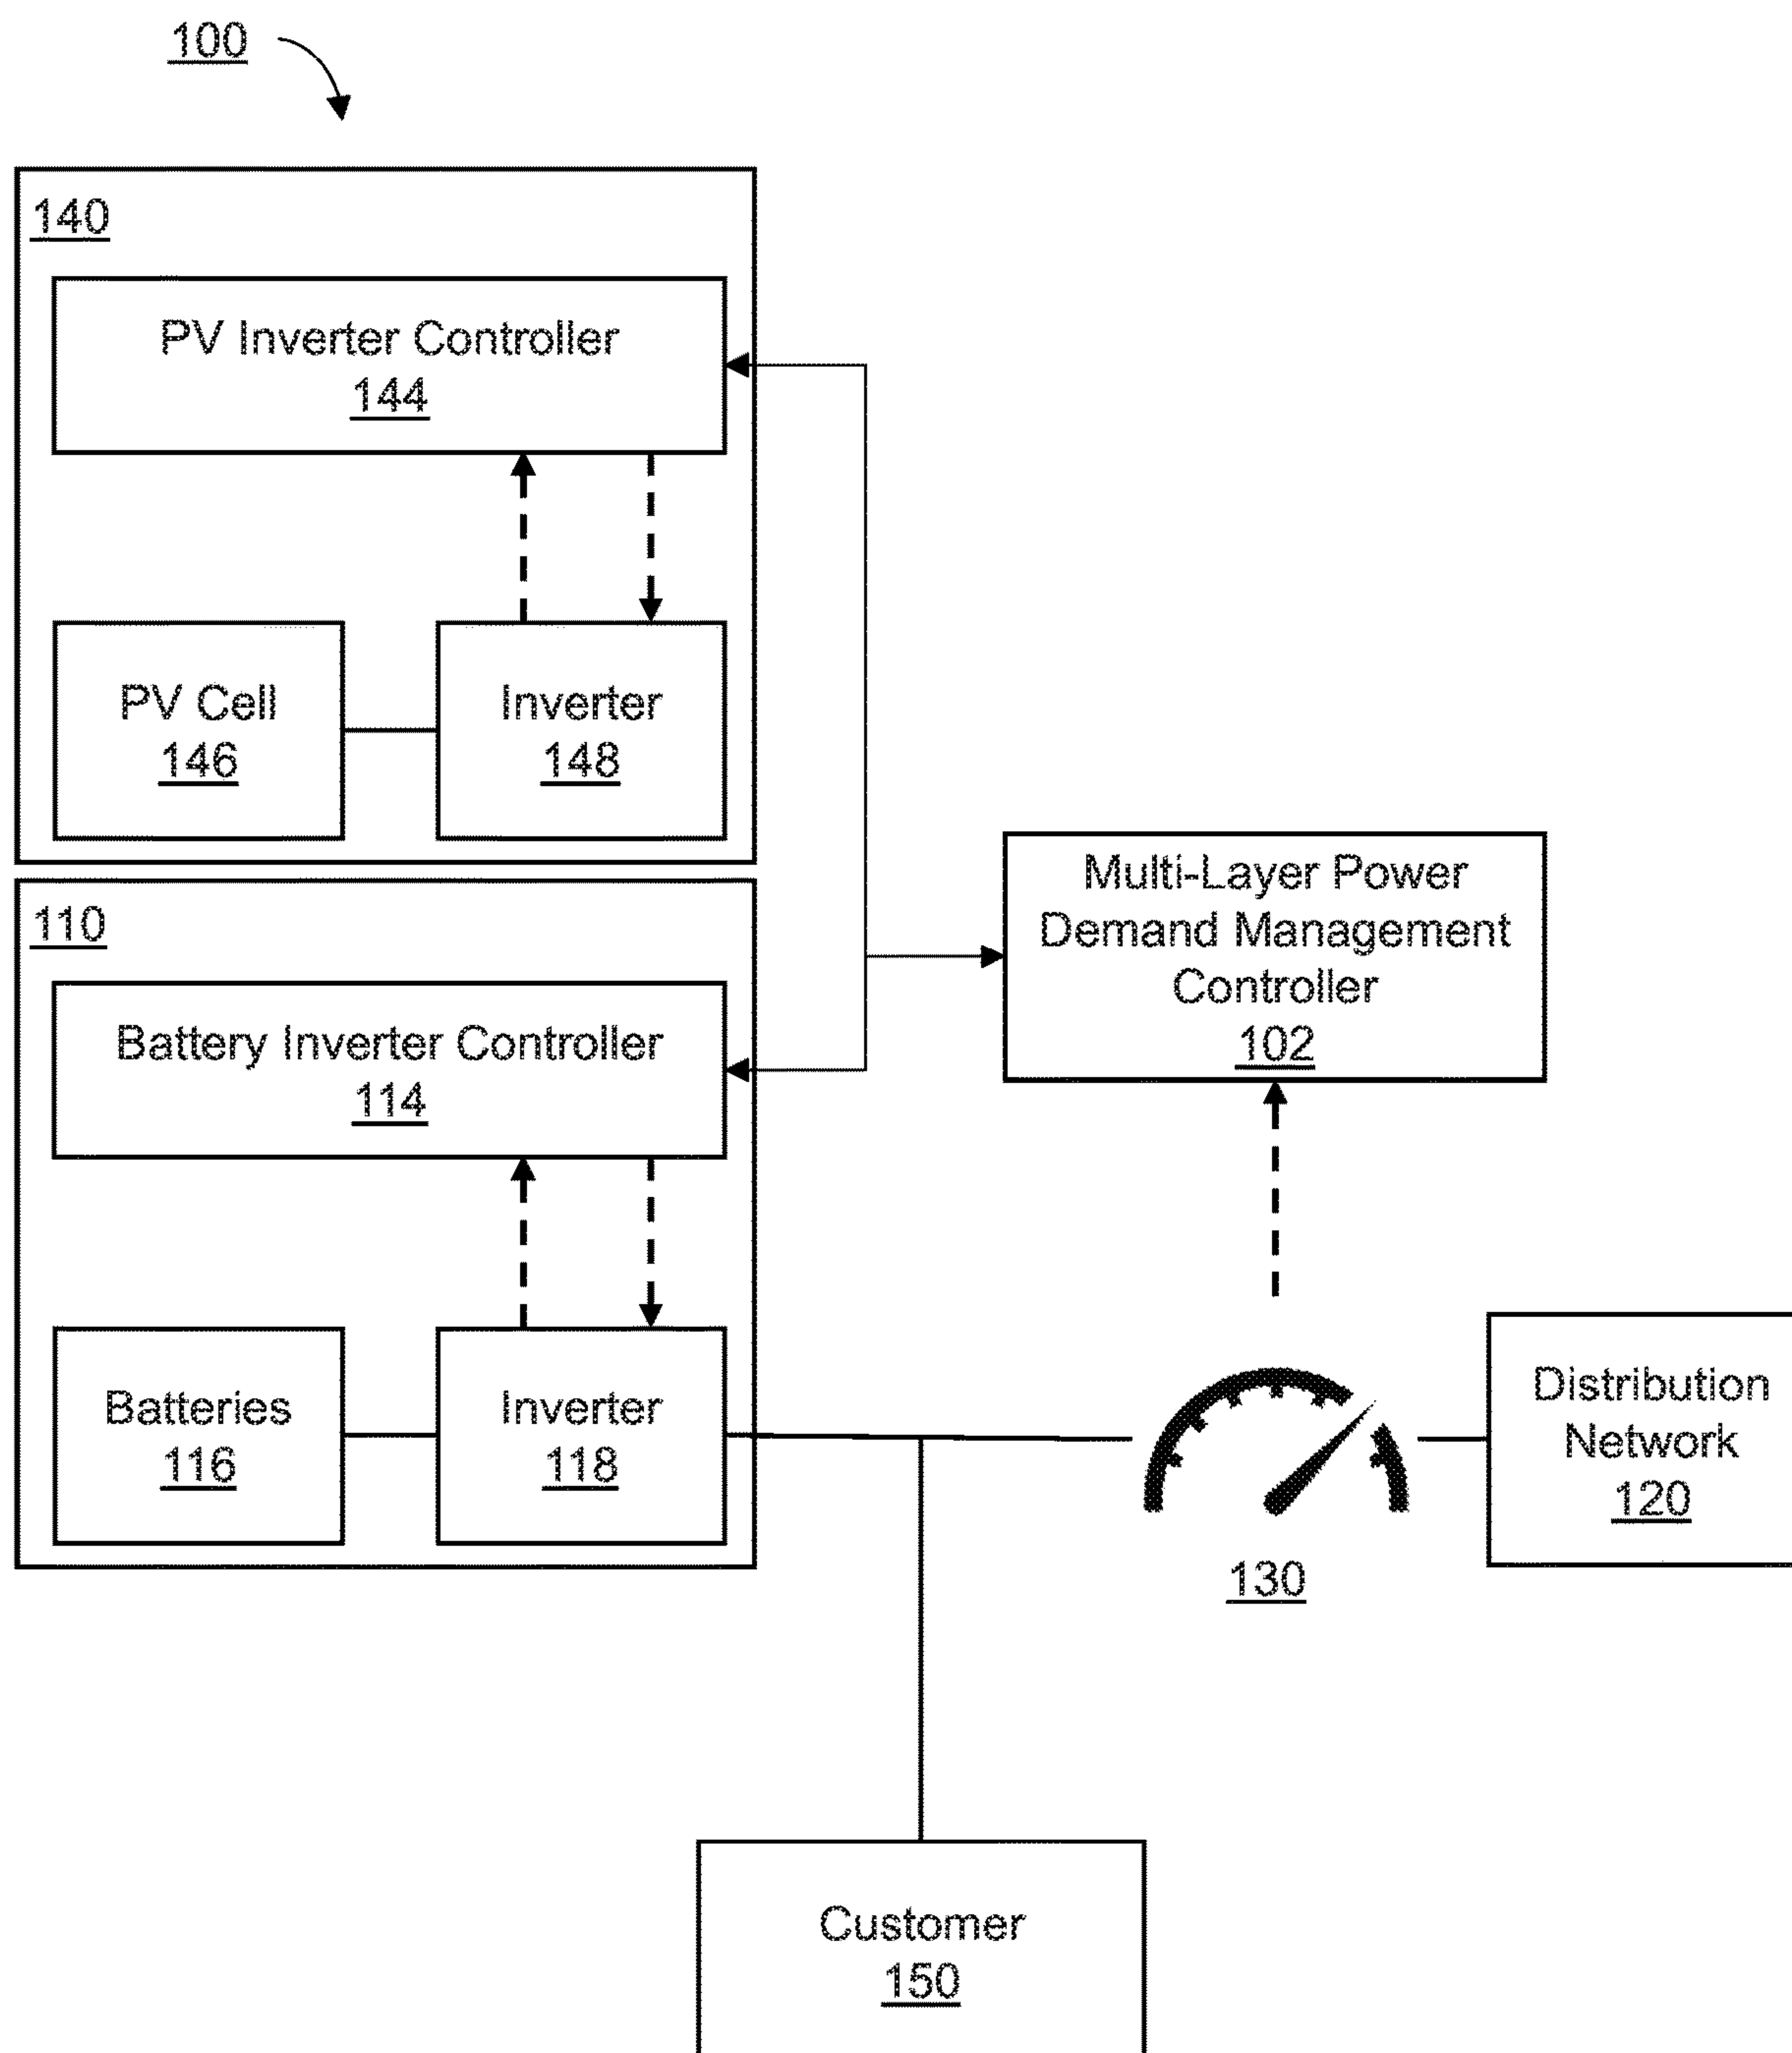 100
140
PV Inverter Controller
144
PV Cell
146
Inverter
148
110
Battery Inverter Controller
114
Batteries
116
Inverter
118
Multi-Layer Power
Demand Management
Controller
102
130
Distribution
Network
120
Customer
150